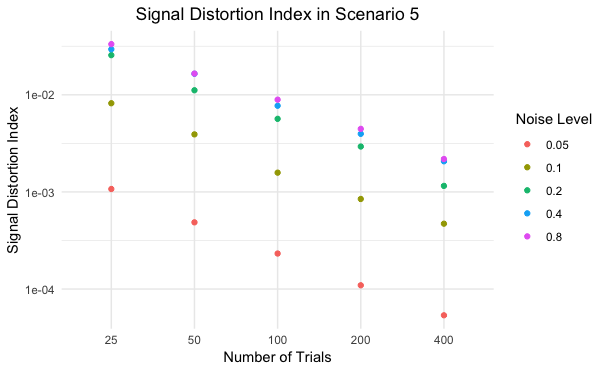 Signal Distortion Index in Scenario 5
Signal Distortion Index
1e-02
1e-03
1e-04
25 50 100 200 400
Number of Trials
Noise Level
0.05
0.1
0.2
0.4
0.8